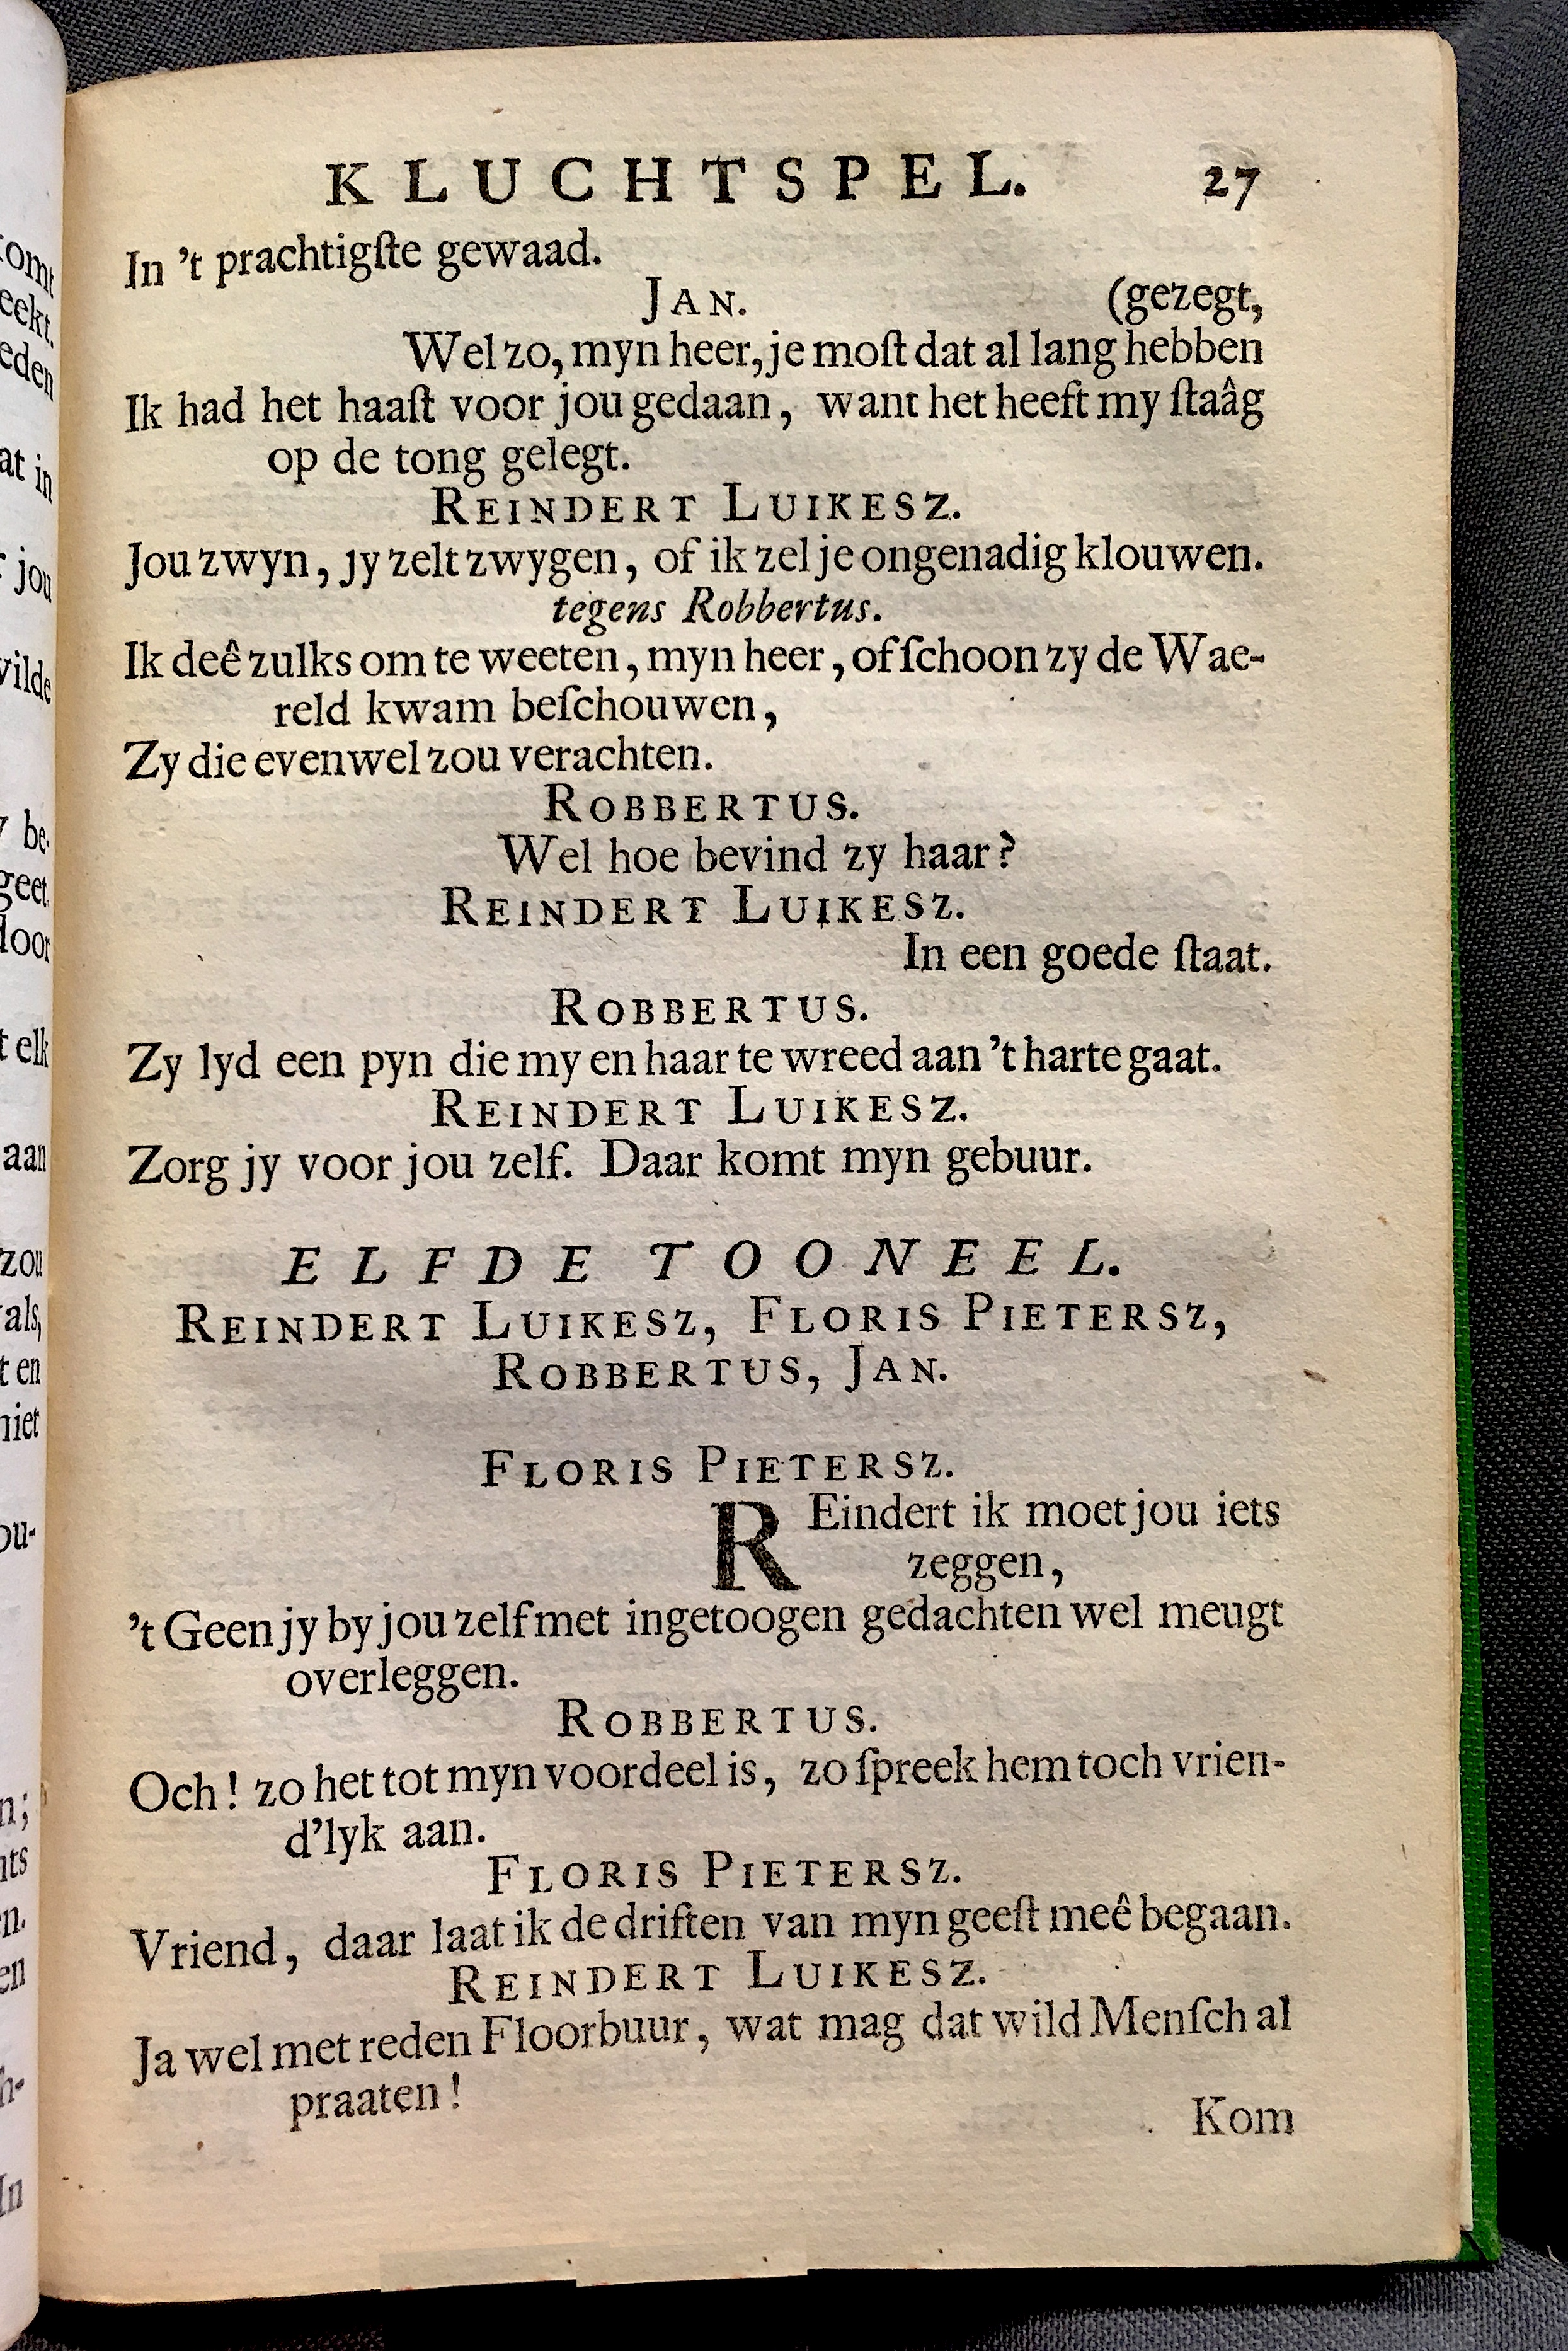 KLUCHTSPEL. 27
In 't prachtigſte gewaad.
JAN. (gezegt,
Wel zo, myn heer, je moſt dat al lang hebben
Ik had het haaſt voor jou gedaan, want het heeft my ſtaâg
op de tong gelegt.
REINDERT LUIKESZ.
Jou zwyn, jy zelt zwygen, of ik zel je ongenadig klouwen.
tegens Robbertus.
Ik deê zulks om te weeten, myn heer, of ſchoon zy de Wae-
reld kwam beſchouwen,
Zy die evenwel zou verachten.
ROBBERTUS.
Wel hoe bevind zy haar?
REINDERT LUIKESZ.
In een goede ſtaat.
ROBBERTUS.
Zy lyd een pyn die my en haar te wreed aan 't harte gaat.
REINDERT LUIKESZ.
Zorg jy voor jou zelf. Daar komt myn gebuur.
ELFDE TOONEEL.
REINDERT LUIKESZ, FLORIS PIETERSZ,
ROBBERTUS, JAN.
FLORIS PIETERSZ.
REindert ik moet jou iets
zeggen,
't Geen jy by jou zelf met ingetoogen gedachten wel meugt
overleggen.
ROBBERTUS.
Och! zo het tot myn voordeel is, zo ſpreek hem toch vrien-
d'lyk aan.
FLORIS PIETERSZ.
Vriend, daar laat ik de driften van myn geeſt meê begaan.
REINDERT LUIKESZ.
Ja wel met reden Floorbuur, wat mag dat wild Menſch al
praaten!
Kom